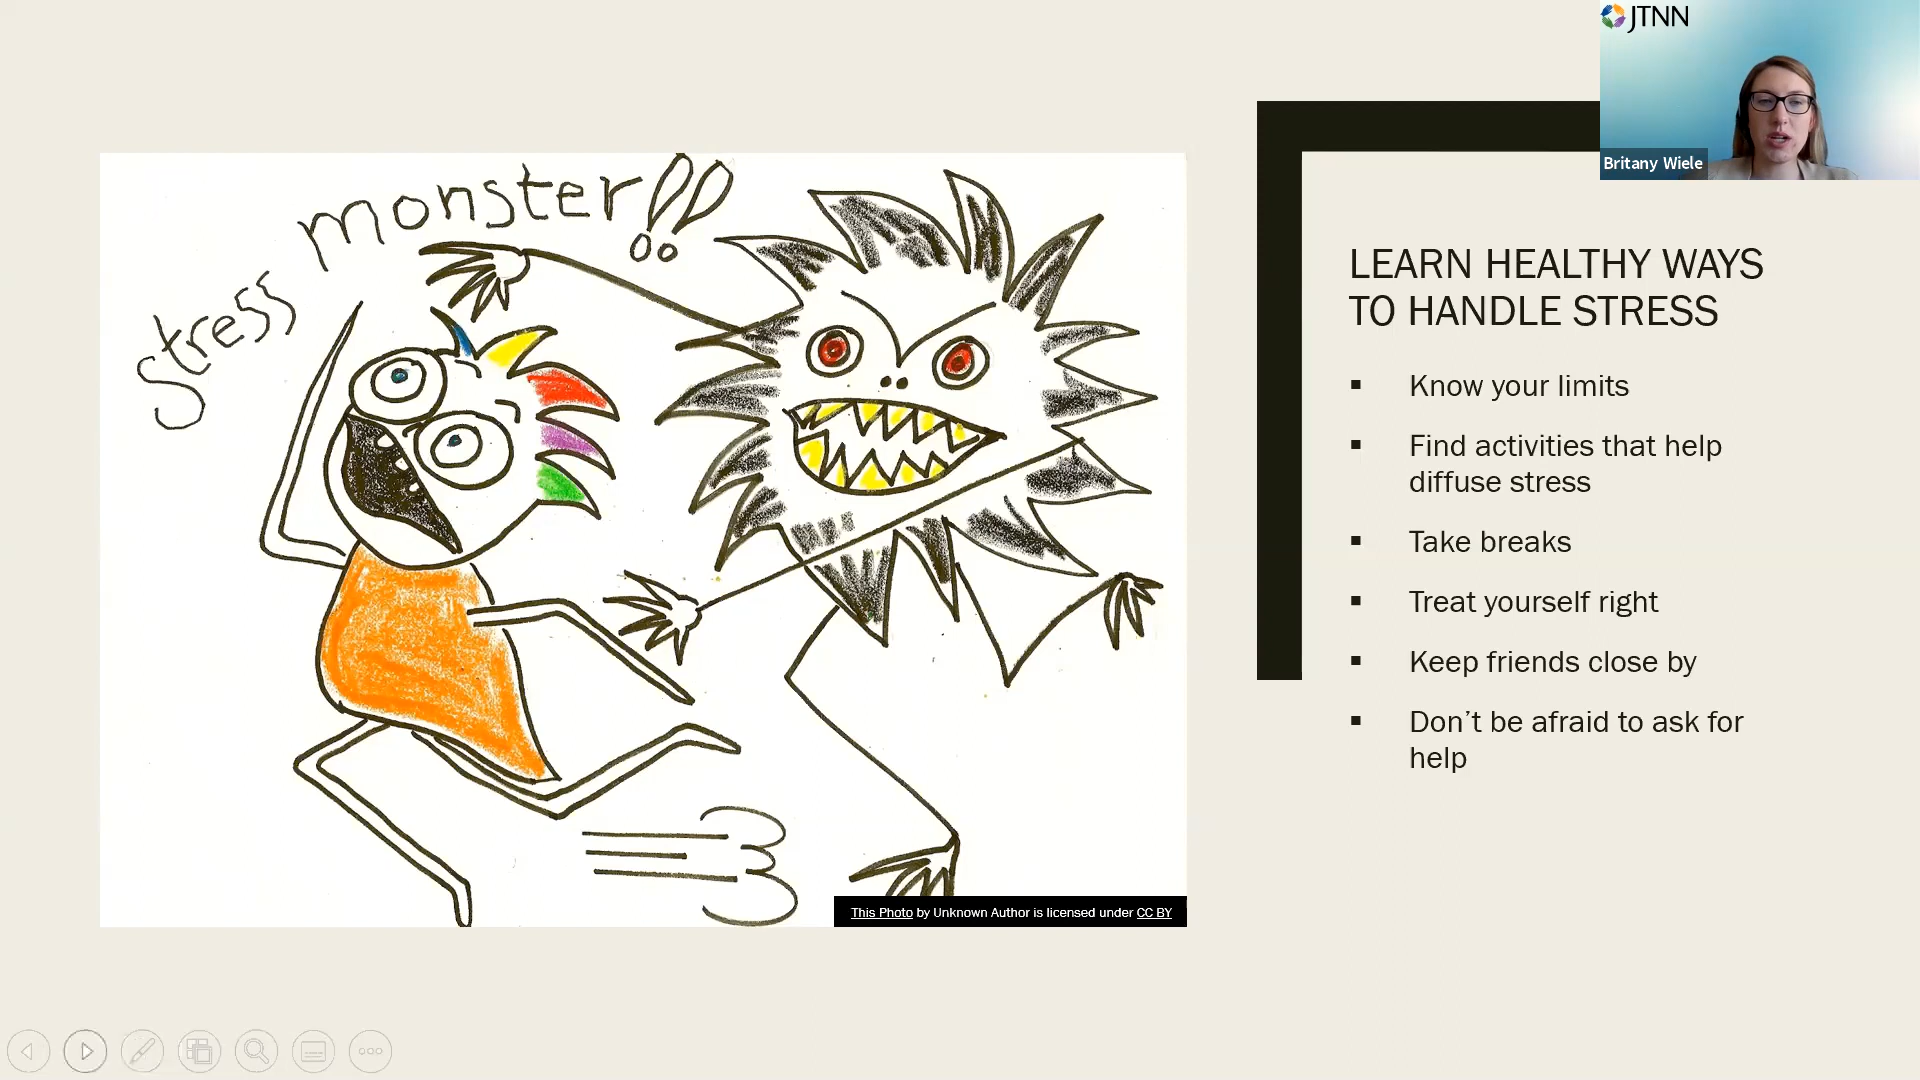 JTNN
Britany Wiele
stress monster!!
LEARN HEALTHY WAYS
TO HANDLE STRESS
▪ Know your limits
▪ Find activities that help
diffuse stress
▪ Take breaks
▪ Treat yourself right
▪ Keep friends close by
▪ Don’t be afraid to ask for
help
This Photo by Unknown Author is licensed under CC BY